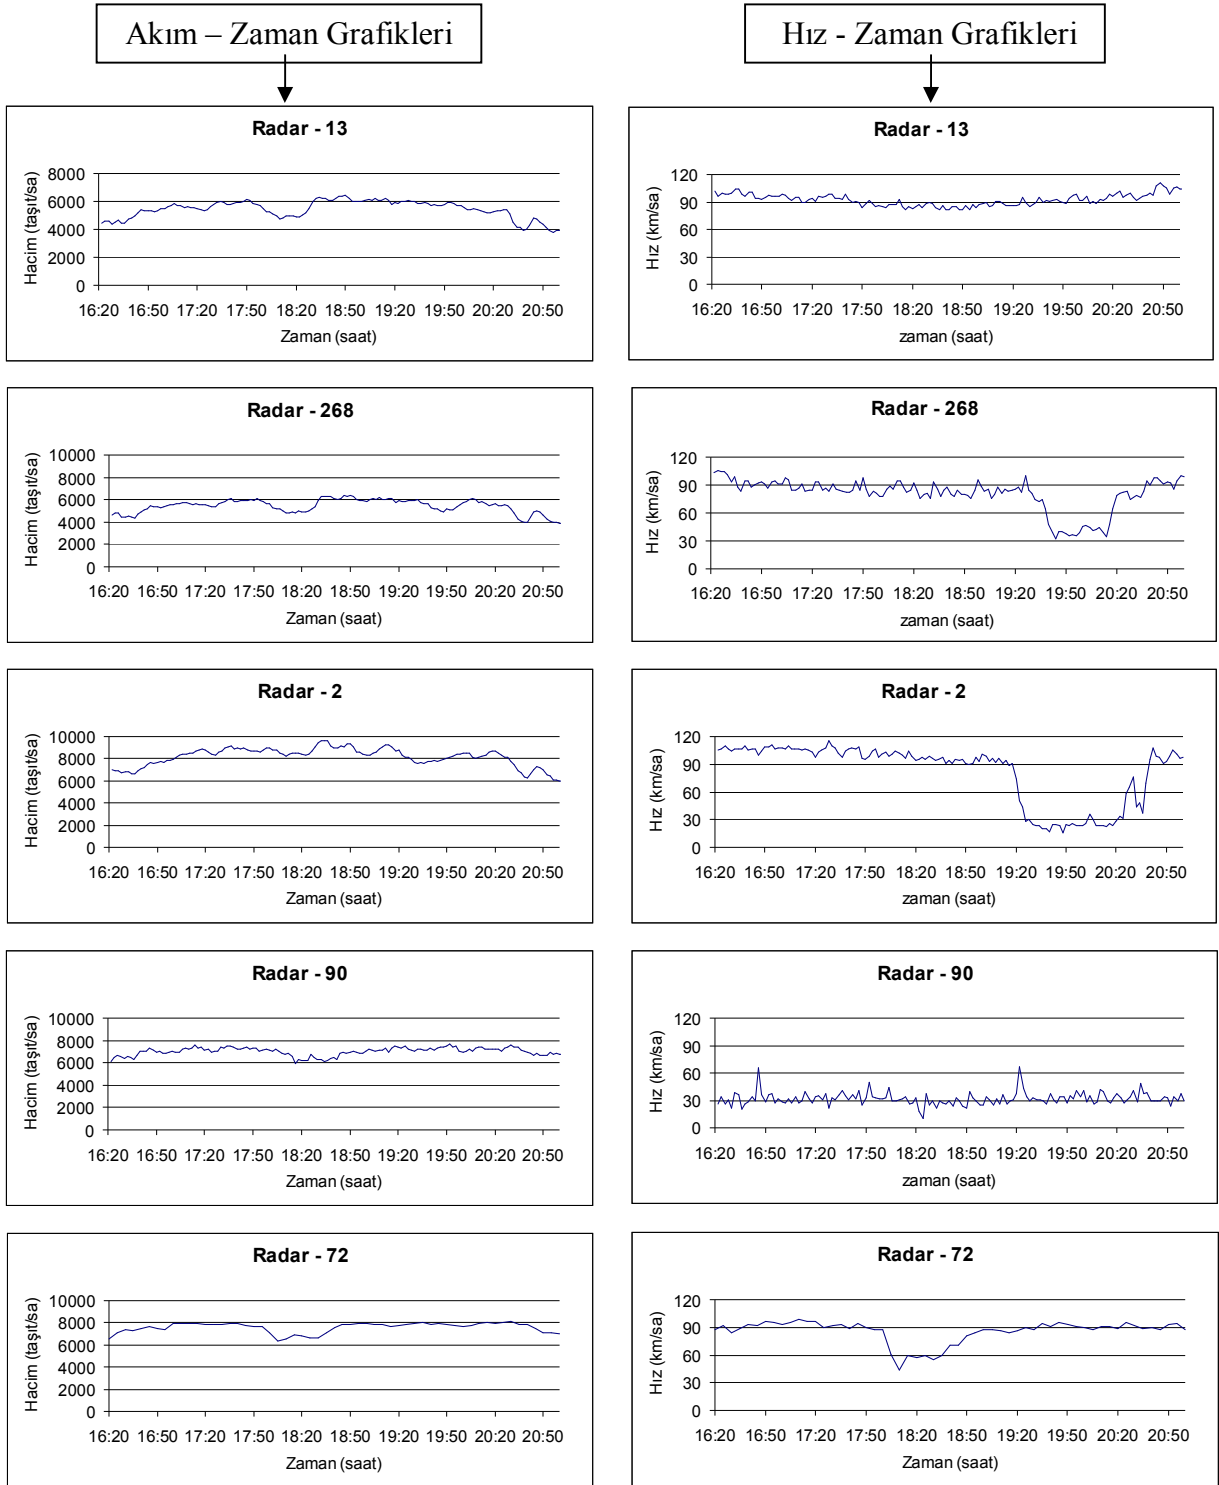 Akım – Zaman Grafikleri
Hız - Zaman Grafikleri
Radar - 13
Hacim (taşıt/sa)
8000
6000
4000
2000
0
16:20 16:50 17:20 17:50 18:20 18:50 19:20 19:50 20:20 20:50
Zaman (saat)
Radar - 13
Hız (km/sa)
120
90
60
30
0
16:20 16:50 17:20 17:50 18:20 18:50 19:20 19:50 20:20 20:50
zaman (saat)
Radar - 268
Hacim (taşıt/sa)
10000
8000
6000
4000
2000
0
16:20 16:50 17:20 17:50 18:20 18:50 19:20 19:50 20:20 20:50
Zaman (saat)
Radar - 268
Hız (km/sa)
120
90
60
30
0
16:20 16:50 17:20 17:50 18:20 18:50 19:20 19:50 20:20 20:50
zaman (saat)
Radar - 2
Hacim (taşıt/sa)
10000
8000
6000
4000
2000
0
16:20 16:50 17:20 17:50 18:20 18:50 19:20 19:50 20:20 20:50
Zaman (saat)
Radar - 2
Hız (km/sa)
120
90
60
30
0
16:20 16:50 17:20 17:50 18:20 18:50 19:20 19:50 20:20 20:50
zaman (saat)
Radar - 90
Hacim (taşıt/sa)
10000
8000
6000
4000
2000
0
16:20 16:50 17:20 17:50 18:20 18:50 19:20 19:50 20:20 20:50
Zaman (saat)
Radar - 90
Hız (km/sa)
120
90
60
30
0
16:20 16:50 17:20 17:50 18:20 18:50 19:20 19:50 20:20 20:50
zaman (saat)
Radar - 72
Hacim (taşıt/sa)
10000
8000
6000
4000
2000
0
16:20 16:50 17:20 17:50 18:20 18:50 19:20 19:50 20:20 20:50
Zaman (saat)
Radar - 72
Hız (km/sa)
120
90
60
30
0
16:20 16:50 17:20 17:50 18:20 18:50 19:20 19:50 20:20 20:50
Zaman (saat)